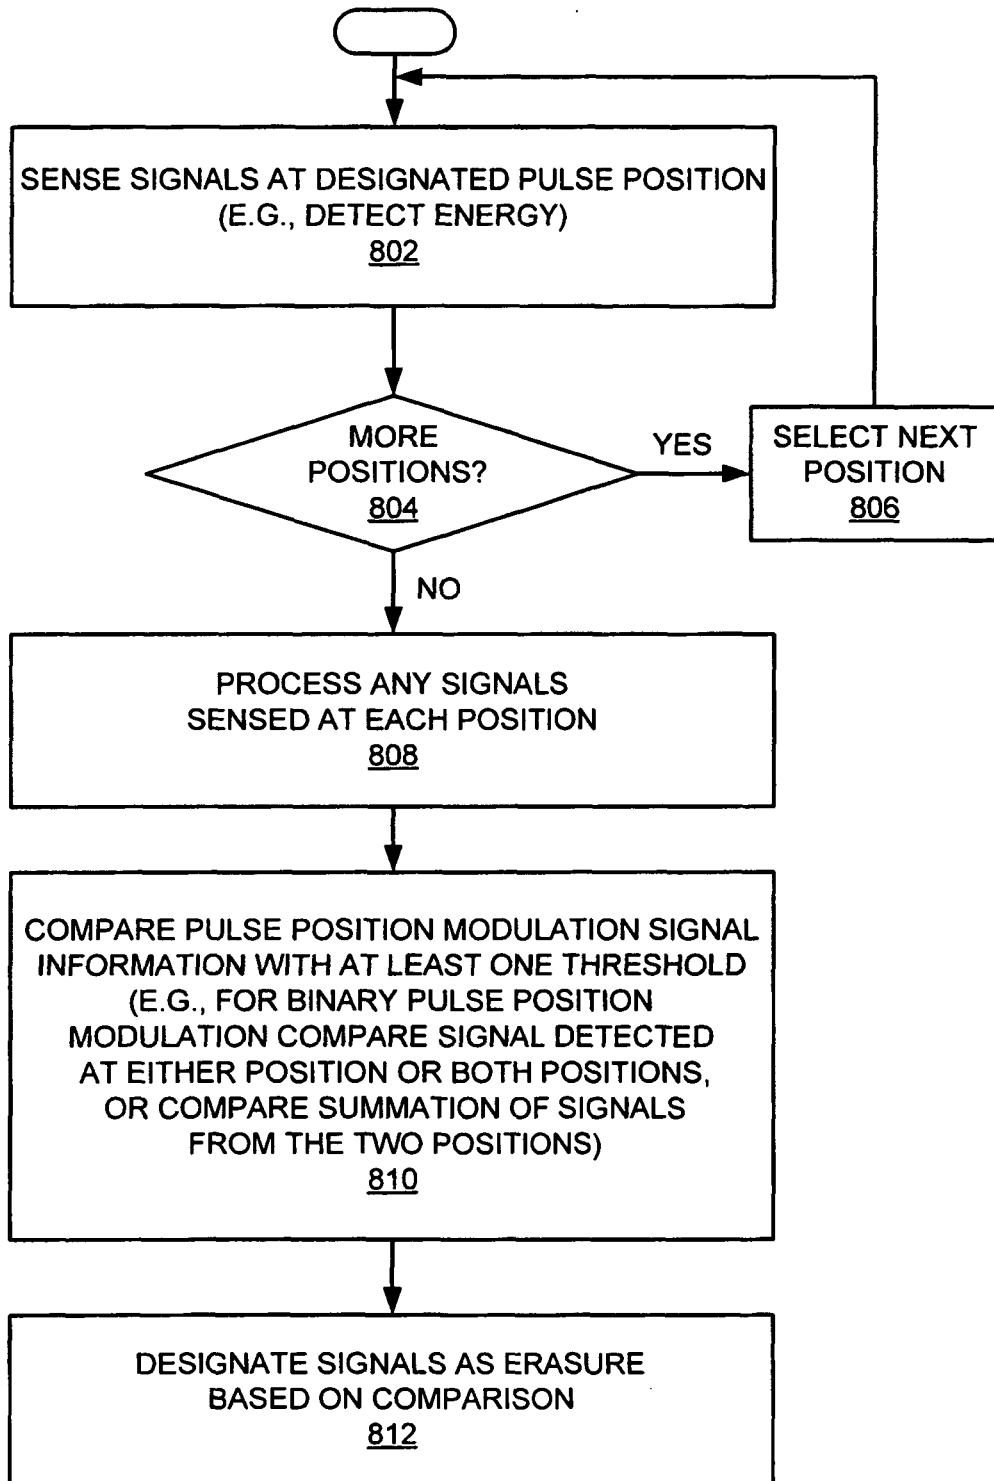 SENSE SIGNALS AT DESIGNATED PULSE POSITION
(E.G., DETECT ENERGY)
802
MORE
POSITIONS?
804
YES
SELECT NEXT
POSITION
806
NO
PROCESS ANY SIGNALS
SENSED AT EACH POSITION
808
COMPARE PULSE POSITION MODULATION SIGNAL
INFORMATION WITH AT LEAST ONE THRESHOLD
(E.G., FOR BINARY PULSE POSITION
MODULATION COMPARE SIGNAL DETECTED
AT EITHER POSITION OR BOTH POSITIONS,
OR COMPARE SUMMATION OF SIGNALS
FROM THE TWO POSITIONS)
810
DESIGNATE SIGNALS AS ERASURE
BASED ON COMPARISON
812